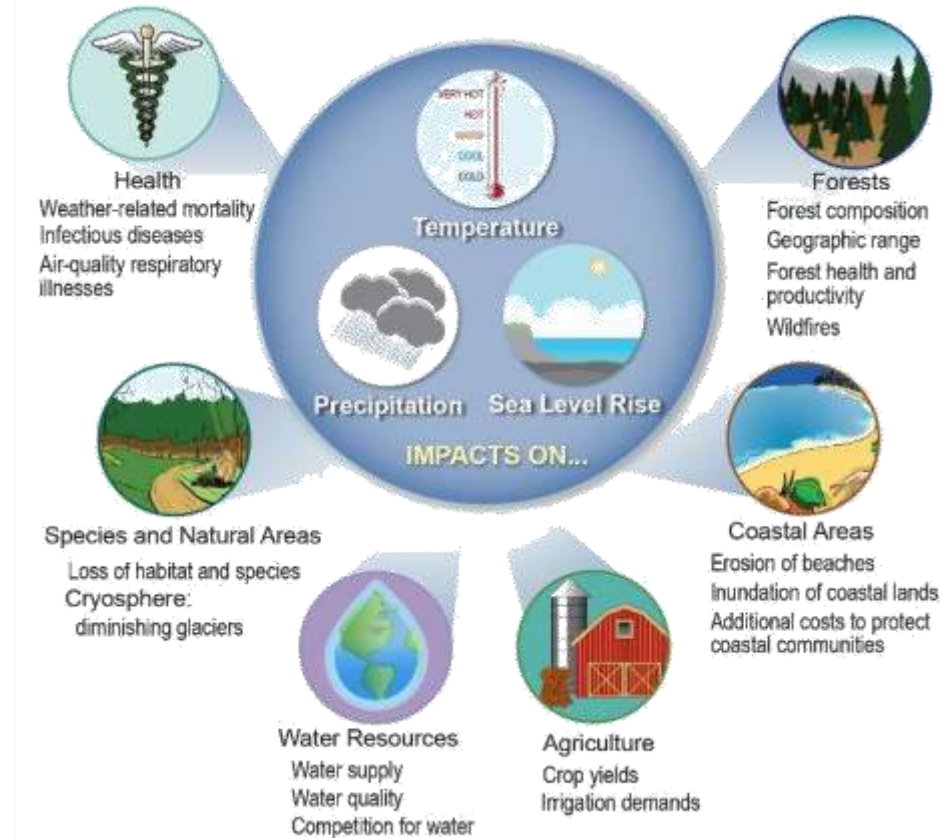 VERY HOT
HOT
WARM
COOL
COLD
Temperature
Precipitation
Sea Level Rise
IMPACTS ON...
Health
Weather-related mortality
Infectious diseases
Air-quality respiratory
illnesses
Forests
Forest composition
Geographic range
Forest health and
productivity
Wildfires
Species and Natural Areas
Loss of habitat and species
Cryosphere:
diminishing glaciers
Coastal Areas
Erosion of beaches
Inundation of coastal lands
Additional costs to protect
coastal communities
Water Resources
Water supply
Water quality
Competition for water
Agriculture
Crop yields
Irrigation demands